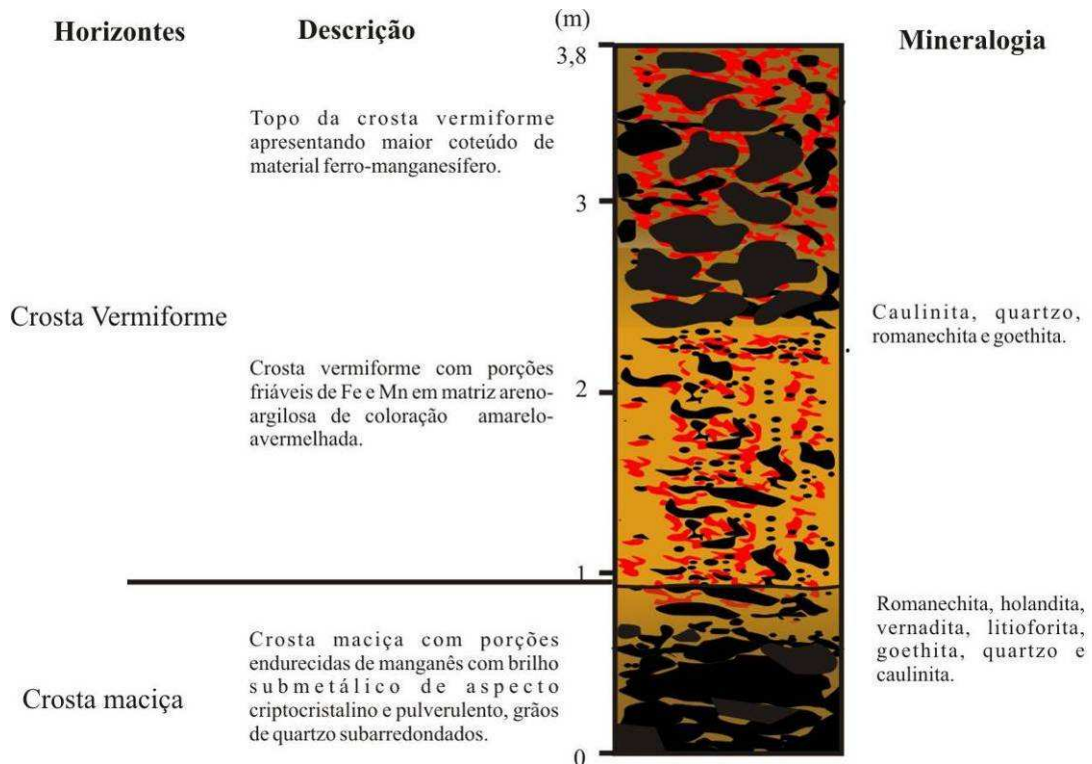 Horizontes
Descrição
(m)
Mineralogia
3,8
Topo da crosta vermiforme
apresentando maior coteúdo de
material ferro-manganesífero.
3
Crosta Vermiforme
Caulinita, quartzo,
romanechita e goethita.
Crosta vermiforme com porções
friáveis de Fe e Mn em matriz areno-
argilosa de coloração amarelo-
avermelhada.
2
1
Romanechita, holandita,
vernadita, litioforita,
goethita, quartzo e
caulinita.
Crosta maciça
Crosta maciça com porções
endurecidas de manganês com brilho
submetálico de aspecto
criptocristalino e pulverulento, grãos
de quartzo subarredondados.
0